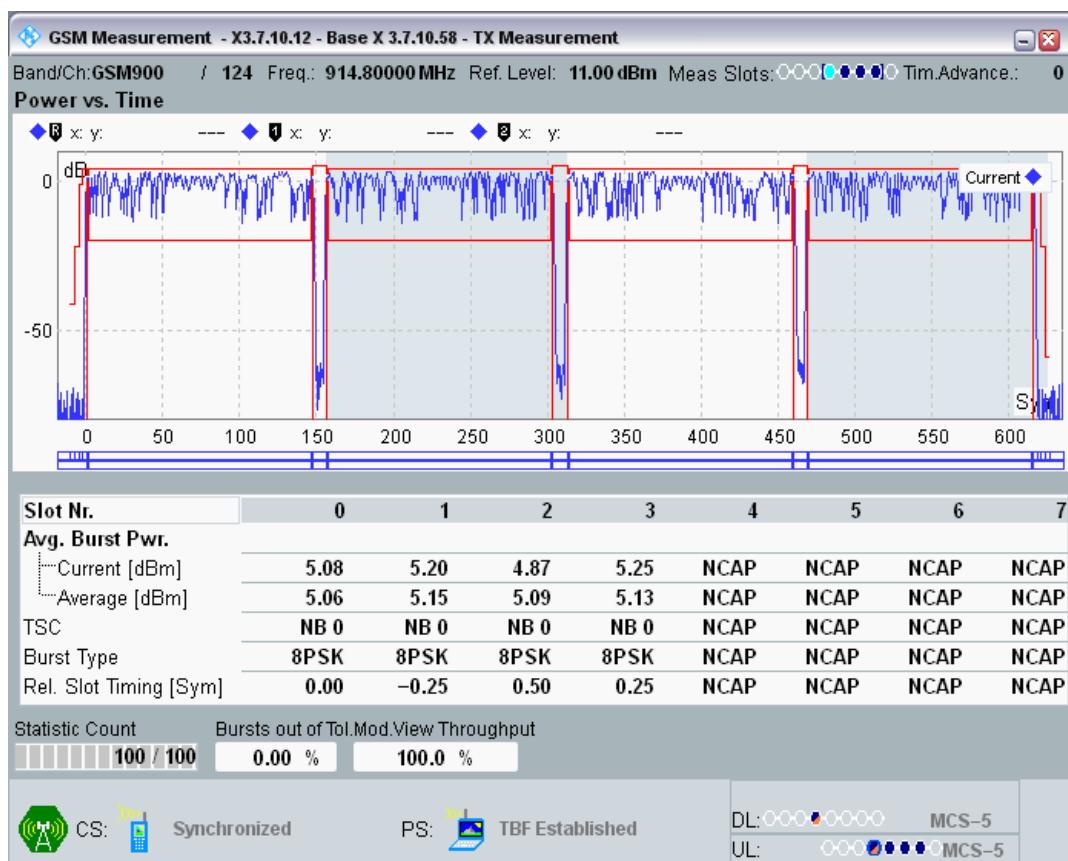 GSM Measurement - X3.7.10.12 - Base X 3.7.10.58 - TX Measurement
Band/Ch:GSM900 / 124 Freq.: 914.80000 MHz Ref. Level: 11.00 dBm Meas Slots: Tim.Advance.: 0
Power vs. Time
R x: y: --- 1 x: y: --- 2 x: y: ---
dB
Current
0
-50
0 50 100 150 200 250 300 350 400 450 500 550 600
Slot Nr. 0 1 2 3 4 5 6 7
Avg. Burst Pwr.
Current [dBm] 5.08 5.20 4.87 5.25 NCAP NCAP NCAP NCAP
Average [dBm] 5.06 5.15 5.09 5.13 NCAP NCAP NCAP NCAP
TSC NB 0 NB 0 NB 0 NB 0 NCAP NCAP NCAP NCAP
Burst Type 8PSK 8PSK 8PSK 8PSK NCAP NCAP NCAP NCAP
Rel. Slot Timing [Sym] 0.00 −0.25 0.50 0.25 NCAP NCAP NCAP NCAP
Statistic Count Bursts out of Tol. Mod.View Throughput
100 / 100 0.00 % 100.0 %
CS: Synchronized PS: TBF Established
DL: MCS−5
UL: MCS−5